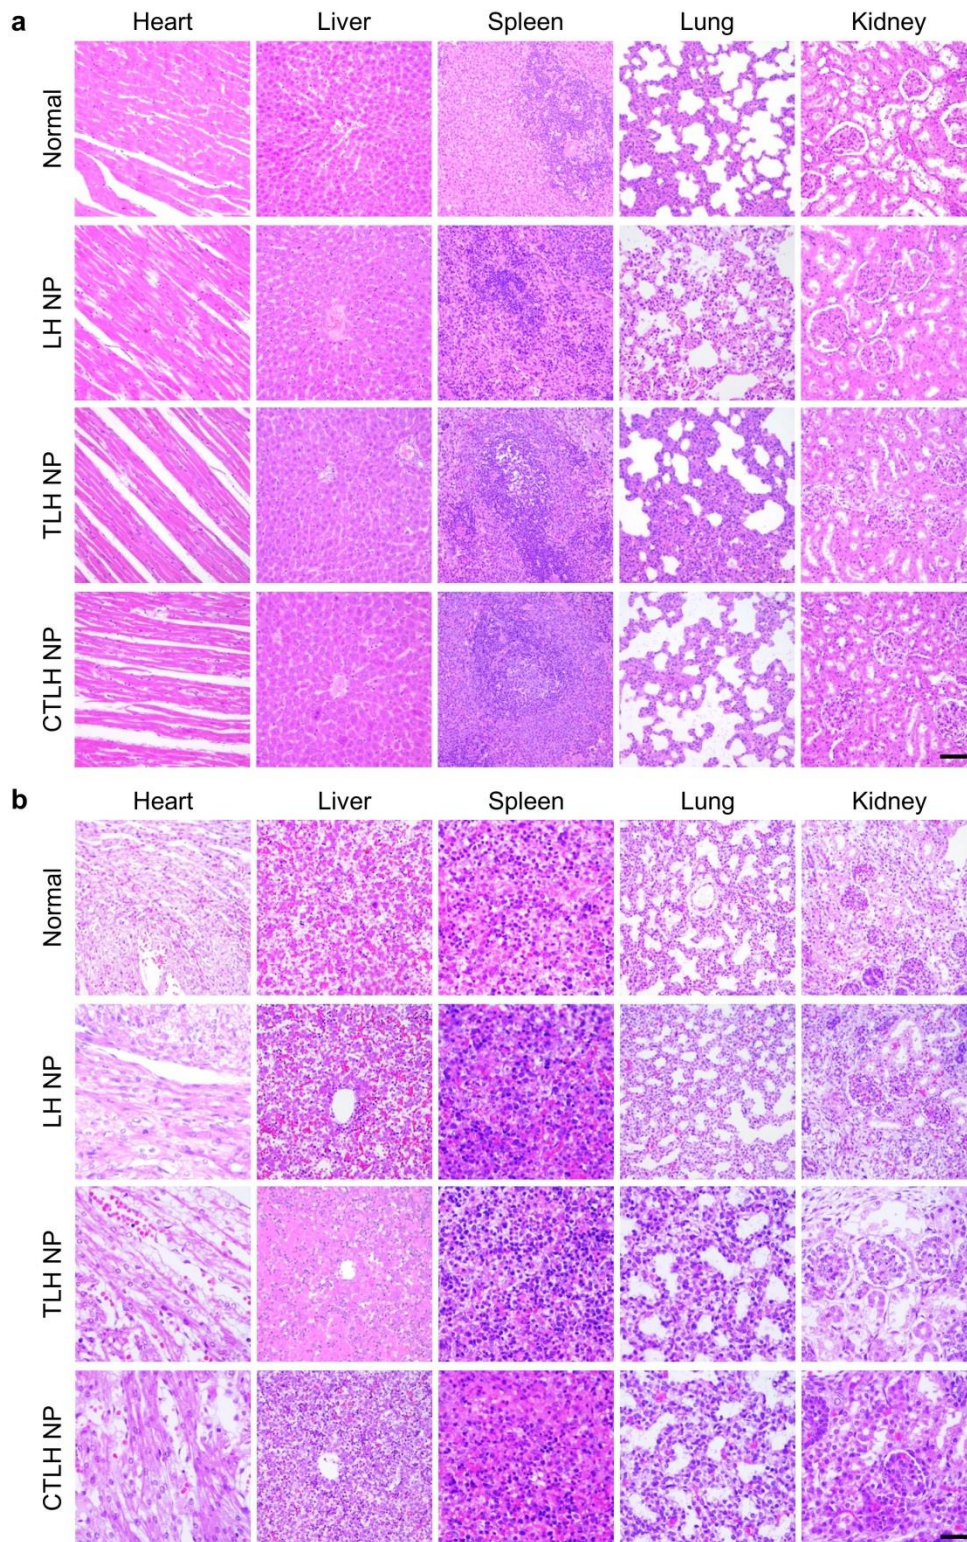 a Heart Liver Spleen Lung Kidney
Normal
LH NP
TLH NP
CTLH NP
b Heart Liver Spleen Lung Kidney
Normal
LH NP
TLH NP
CTLH NP